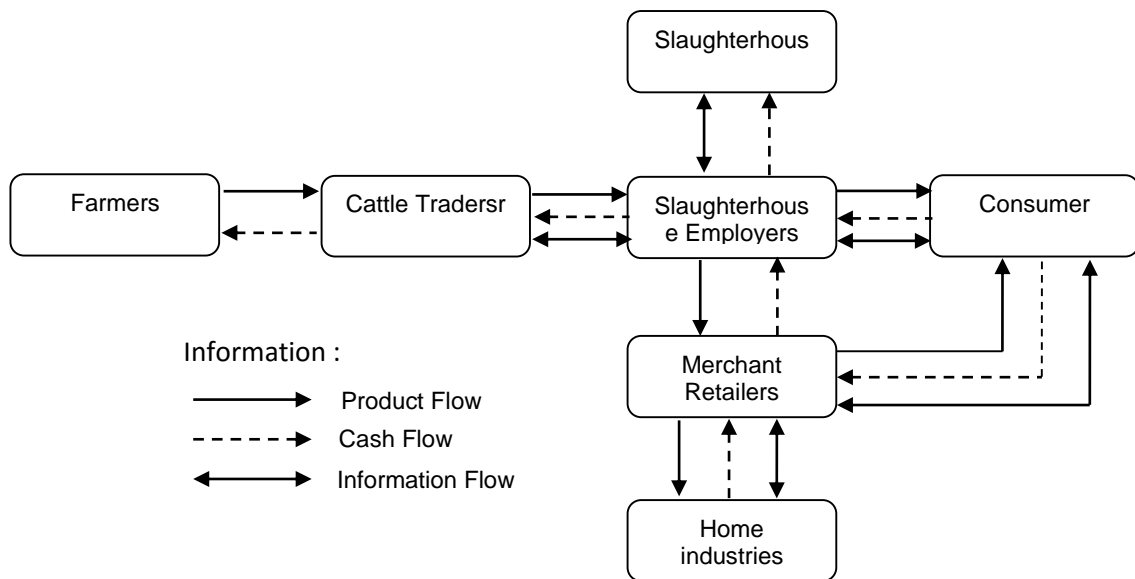 Slaughterhous
Farmers
Cattle Tradersr
Slaughterhous
e Employers
Consumer
Merchant
Retailers
Information :
Product Flow
Cash Flow
Information Flow
Home
industries